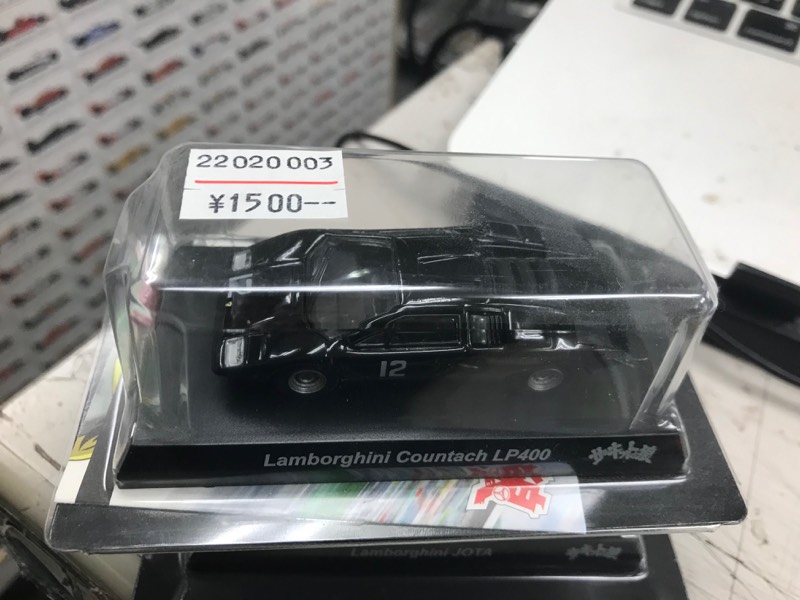 22020003
¥1500--
12
Lamborghini Countach LP400
サーキットの狼
Lamborghini JOTA